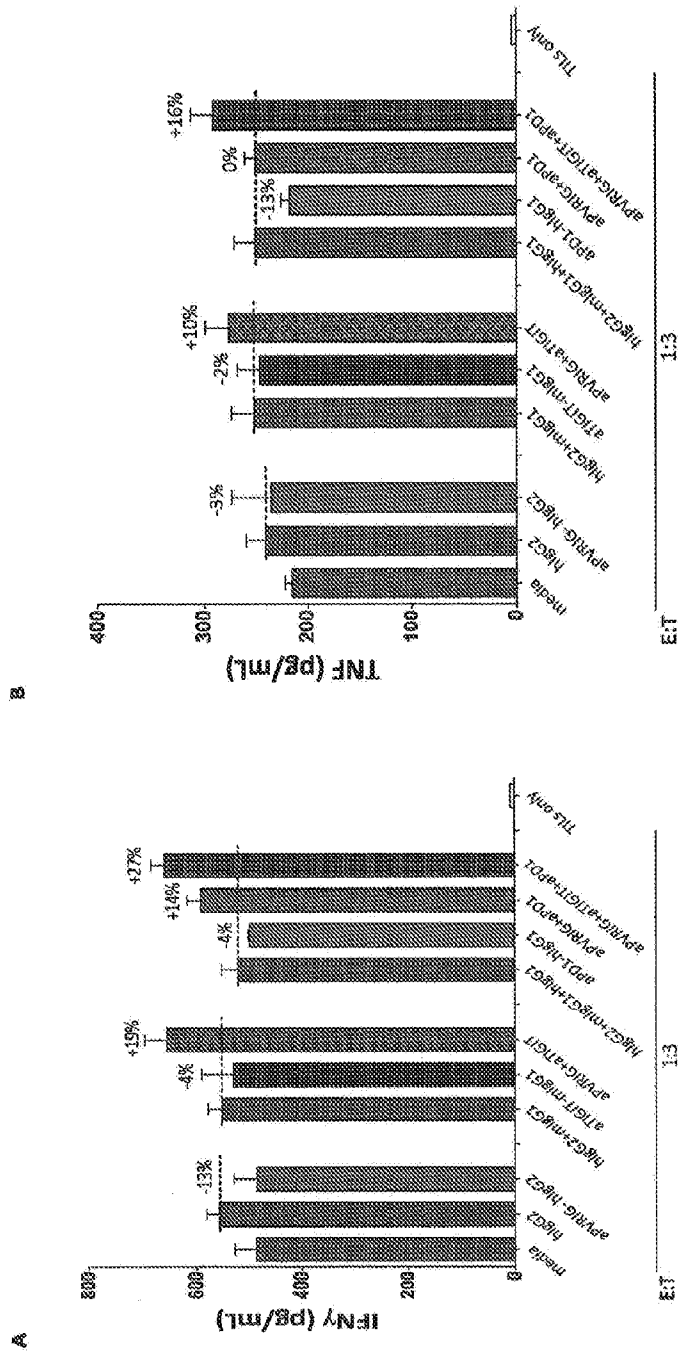 A
IFNγ (pg/mL)
800
600
400
200
0
-13%
-4%
+19%
-4%
+14%
+27%
media
hIgG2
aPVRIG-hIgG2
hIgG2+mIgG1
aTIGIT-mIgG1
aPVRIG+aTIGIT
hIgG2+mIgG1+hIgG1
aPD1-hIgG1
aPVRIG+aPD1
aPVRIG+aTIGIT+aPD1
TILs only
E:T
1:3
B
TNF (pg/mL)
400
300
200
100
0
-3%
-2%
+10%
-13%
0%
+16%
media
hIgG2
aPVRIG-hIgG2
hIgG2+mIgG1
aTIGIT-mIgG1
aPVRIG+aTIGIT
hIgG2+mIgG1+hIgG1
aPD1-hIgG1
aPVRIG+aPD1
aPVRIG+aTIGIT+aPD1
TILs only
E:T
1:3